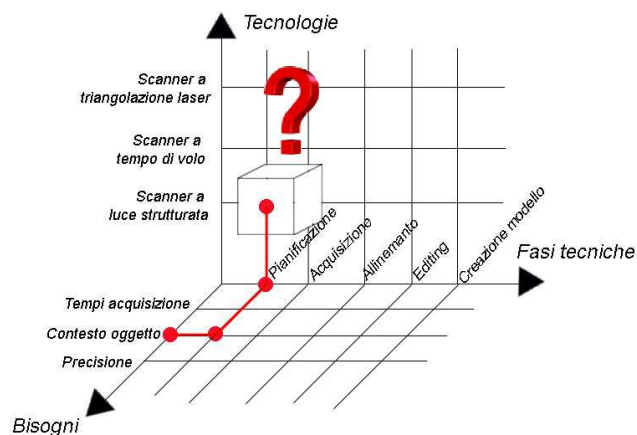 Tecnologie
Scanner a
triangolazione laser
Scanner a
tempo di volo
Scanner a
luce strutturata
?
Pianificazione
Acquisizione
Allinemanto
Editing
Creazione modello
Fasi tecniche
Tempi acquisizione
Contesto oggetto
Precisione
Bisogni